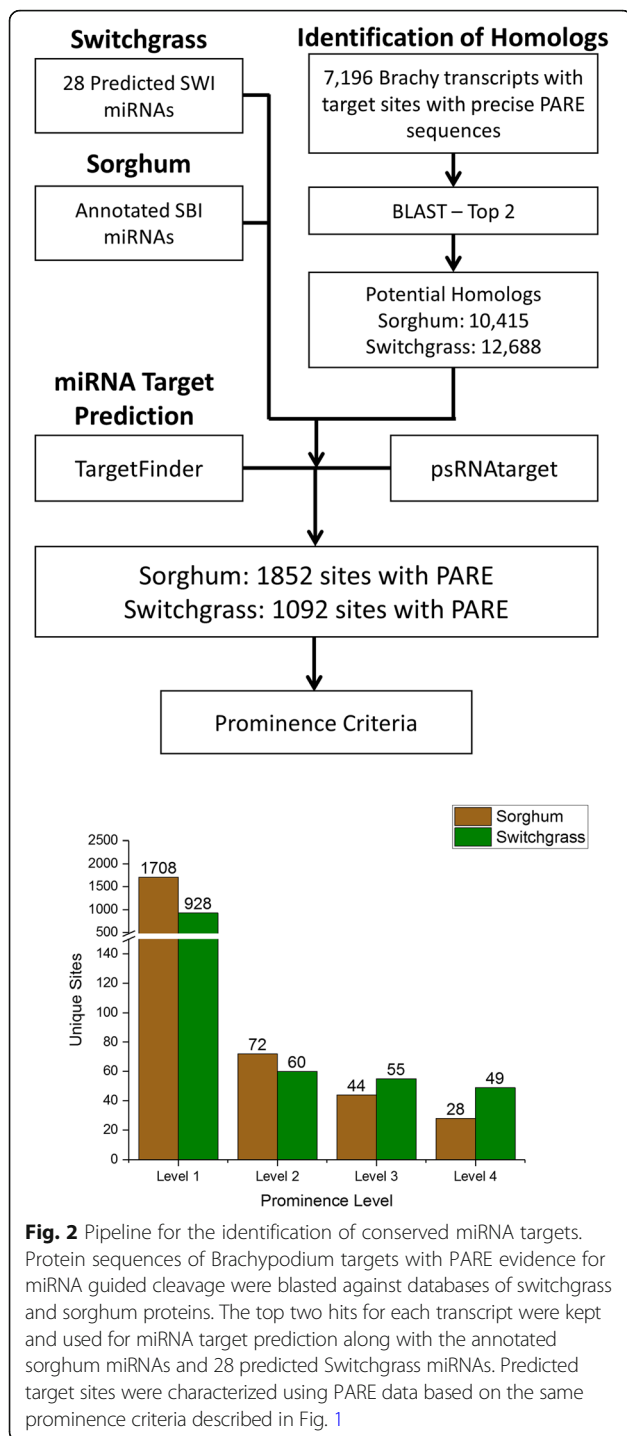 Switchgrass
28 Predicted SWI
miRNAs
Sorghum
Annotated SBI
miRNAs
Identification of Homologs
7,196 Brachy transcripts with
target sites with precise PARE
sequences
BLAST – Top 2
Potential Homologs
Sorghum: 10,415
Switchgrass: 12,688
miRNA Target
Prediction
TargetFinder
psRNAtarget
Sorghum: 1852 sites with PARE
Switchgrass: 1092 sites with PARE
Prominence Criteria
Sorghum
Switchgrass
2500
2000
1500
1000
500
140
120
100
80
60
40
20
0
Unique Sites
1708
928
72
60
44
55
28
49
Level 1
Level 2
Level 3
Level 4
Prominence Level
Fig. 2 Pipeline for the identification of conserved miRNA targets.
Protein sequences of Brachypodium targets with PARE evidence for
miRNA guided cleavage were blasted against databases of switchgrass
and sorghum proteins. The top two hits for each transcript were kept
and used for miRNA target prediction along with the annotated
sorghum miRNAs and 28 predicted Switchgrass miRNAs. Predicted
target sites were characterized using PARE data based on the same
prominence criteria described in Fig. 1